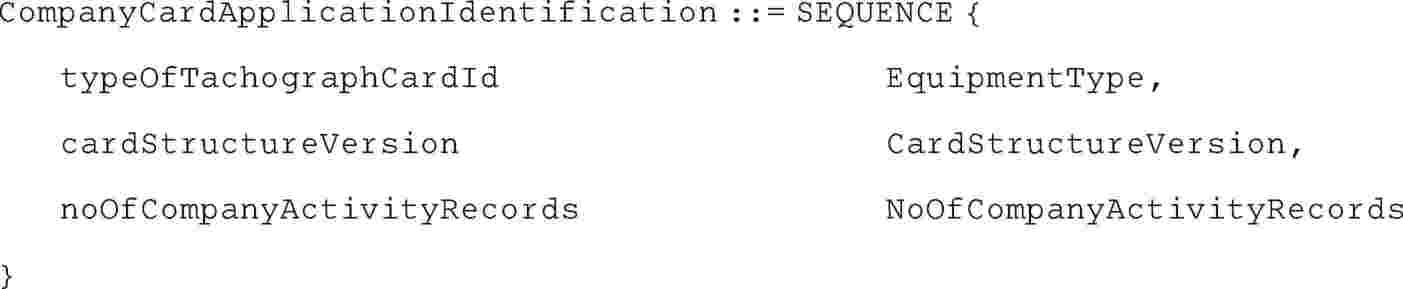 CompanyCardApplicationIdentification ::= SEQUENCE {
typeOfTachographCardId EquipmentType,
cardStructureVersion CardStructureVersion,
noOfCompanyActivityRecords NoOfCompanyActivityRecords
}